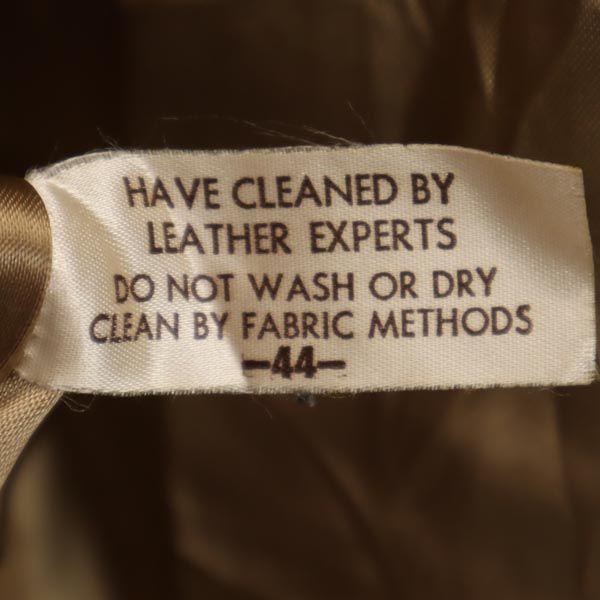 HAVE CLEANED BY
LEATHER EXPERTS
DO NOT WASH OR DRY
CLEAN BY FABRIC METHODS
-44-